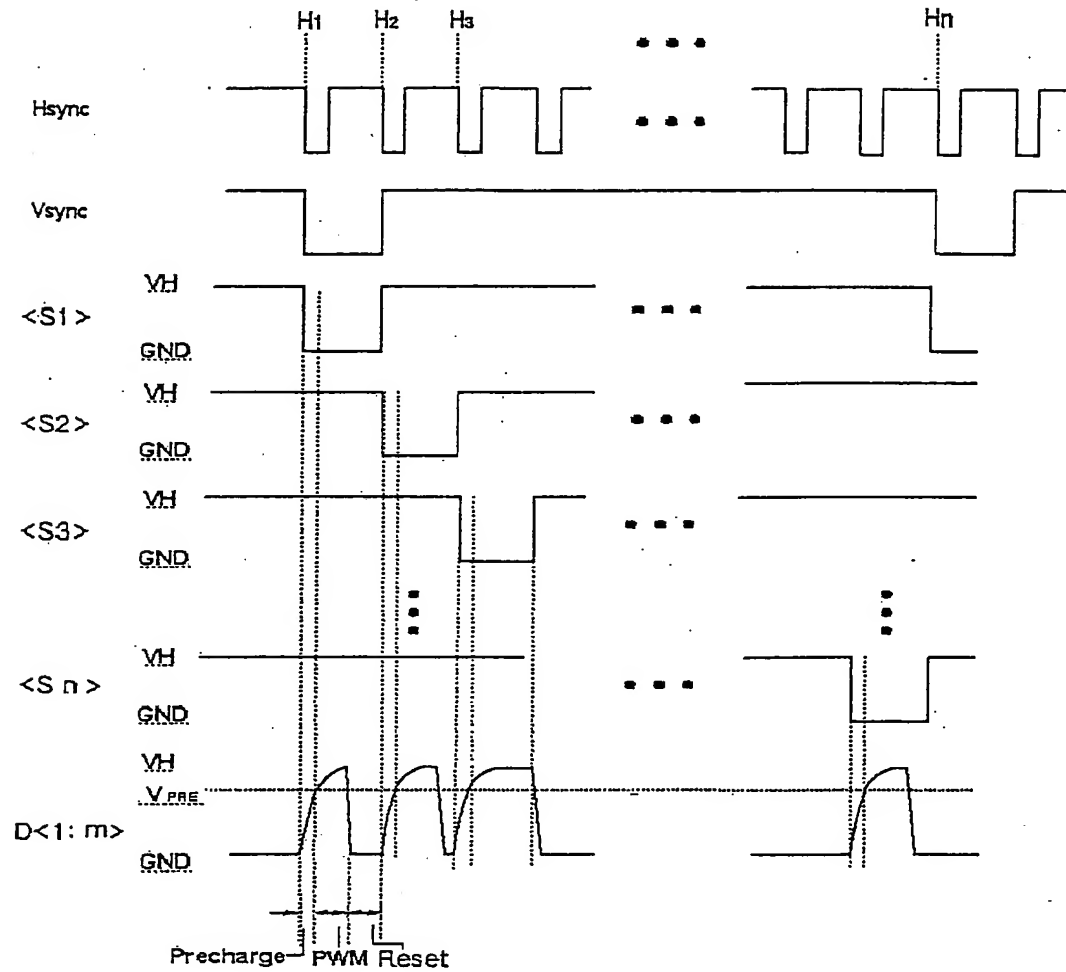 H1 H2 H3 Hn
Hsync
Vsync
VH
<S1>
GND
VH
<S2>
GND
VH
<S3>
GND
VH
<S n>
GND
VH
VPRE
D<1: m>
GND
Precharge PWM Reset